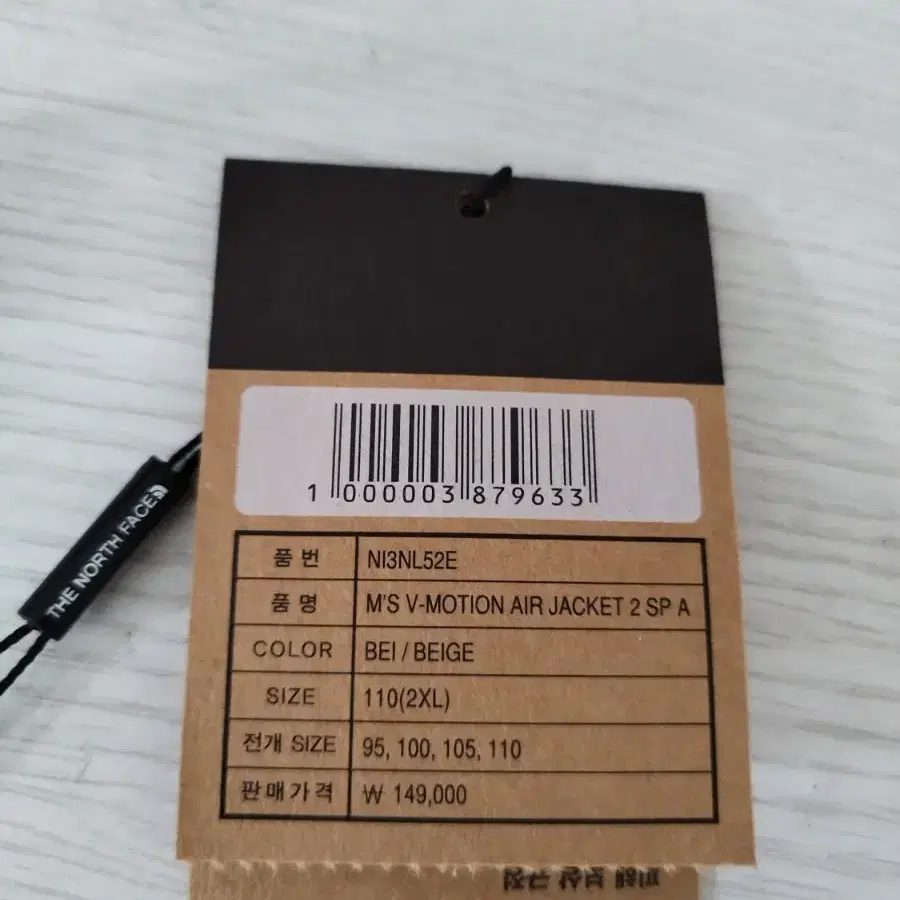 1 000003 879633
THE NORTH FACE
품 번 NI3NL52E
품 명 M'S V-MOTION AIR JACKET 2 SP A
COLOR BEI / BEIGE
SIZE 110(2XL)
전개 SIZE 95, 100, 105, 110
판매가격 ₩ 149,000